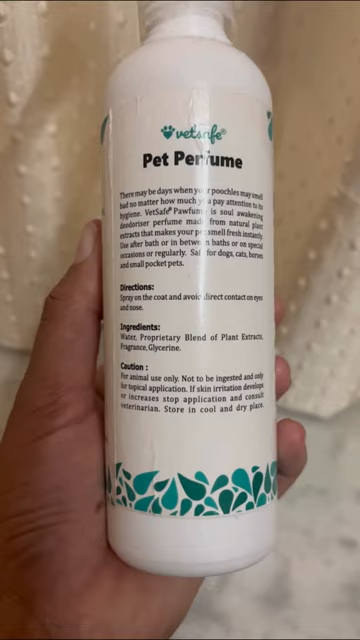 vetsafe®
Pet Perfume
There may be days when your poochles may smell
bad no matter how much you pay attention to its
hygiene. VetSafe® Pawfume is soul awakening
deodoriser perfume made from natural plant
extracts that makes your pet smell fresh instantly.
Use after bath or in between baths or on special
occasions or regularly. Safe for dogs, cats, horses
and small pocket pets.
Directions:
Spray on the coat and avoid direct contact on eyes
and nose.
Ingredients:
Water, Proprietary Blend of Plant Extracts,
Fragrance, Glycerine.
Caution :
For animal use only. Not to be ingested and only
for topical application. If skin irritation develops
or increases stop application and consult
veterinarian. Store in cool and dry place.